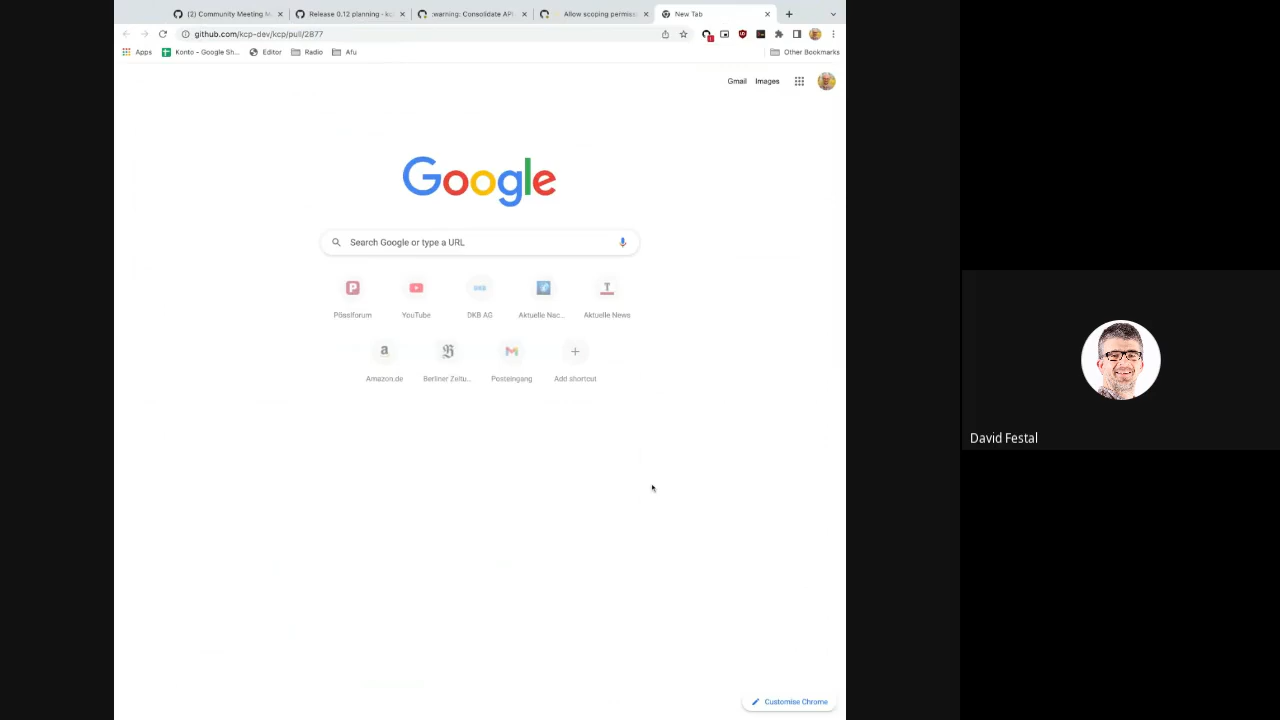 (2) Community Meeting M
Release 0.12 planning - kc
:warning: Consolidate API
Allow scoping permiss
New Tab
github.com/kcp-dev/kcp/pull/2877
Apps
Konto - Google Sh...
Editor
Radio
Afu
Other Bookmarks
Gmail
Images
Google
Search Google or type a URL
Pösslforum
YouTube
DKB AG
Aktuelle Nac...
Aktuelle News
Amazon.de
Berliner Zeitu...
Posteingang
Add shortcut
David Festal
Customise Chrome